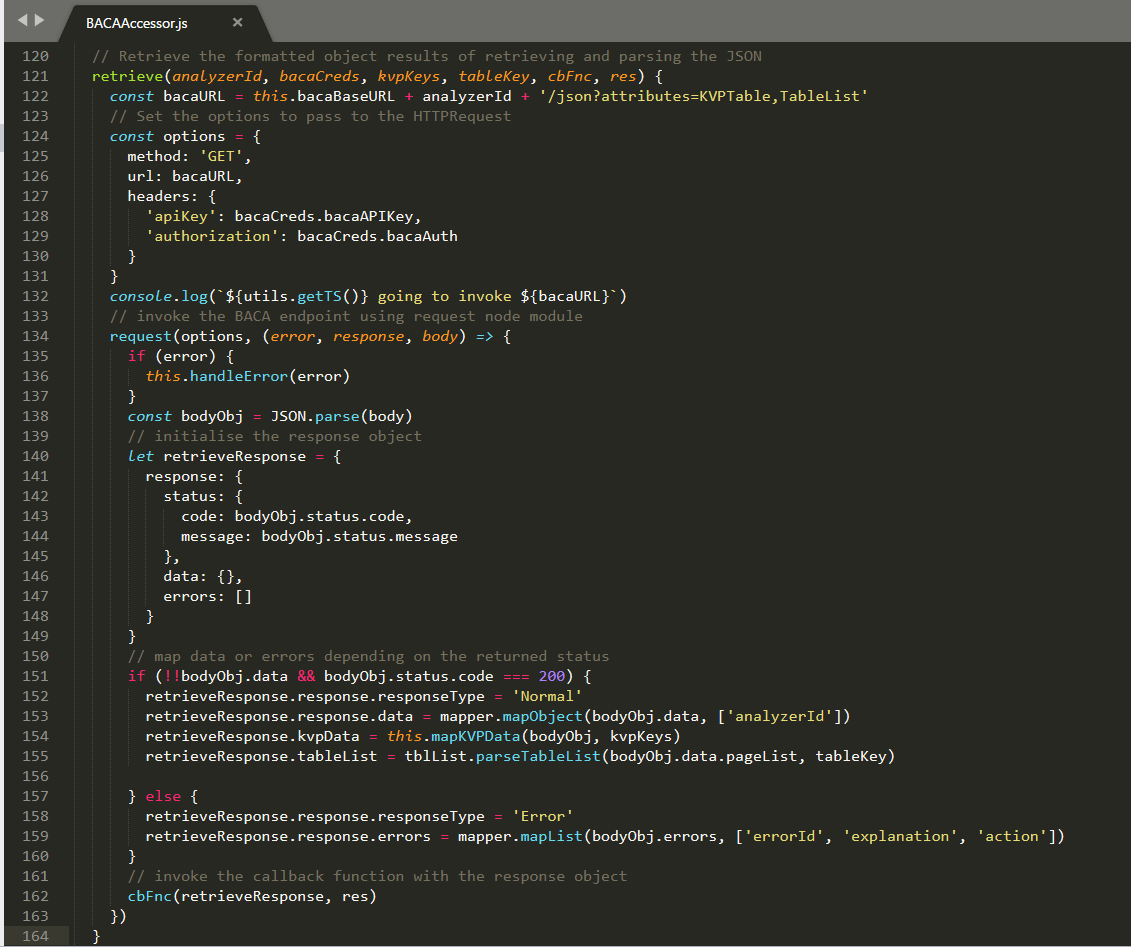 BACAAccessor.js ×
120 // Retrieve the formatted object results of retrieving and parsing the JSON
121 retrieve(analyzerId, bacaCreds, kvpKeys, tableKey, cbFnc, res) {
122 const bacaURL = this.bacaBaseURL + analyzerId + '/json?attributes=KVPTable,TableList'
123 // Set the options to pass to the HTTPRequest
124 const options = {
125 method: 'GET',
126 url: bacaURL,
127 headers: {
128 'apiKey': bacaCreds.bacaAPIKey,
129 'authorization': bacaCreds.bacaAuth
130 }
131 }
132 console.log(`${utils.getTS()} going to invoke ${bacaURL}`)
133 // invoke the BACA endpoint using request node module
134 request(options, (error, response, body) => {
135 if (error) {
136 this.handleError(error)
137 }
138 const bodyObj = JSON.parse(body)
139 // initialise the response object
140 let retrieveResponse = {
141 response: {
142 status: {
143 code: bodyObj.status.code,
144 message: bodyObj.status.message
145 },
146 data: {},
147 errors: []
148 }
149 }
150 // map data or errors depending on the returned status
151 if (!!bodyObj.data && bodyObj.status.code === 200) {
152 retrieveResponse.response.responseType = 'Normal'
153 retrieveResponse.response.data = mapper.mapObject(bodyObj.data, ['analyzerId'])
154 retrieveResponse.kvpData = this.mapKVPData(bodyObj, kvpKeys)
155 retrieveResponse.tableList = tblList.parseTableList(bodyObj.data.pageList, tableKey)
156
157 } else {
158 retrieveResponse.response.responseType = 'Error'
159 retrieveResponse.response.errors = mapper.mapList(bodyObj.errors, ['errorId', 'explanation', 'action'])
160 }
161 // invoke the callback function with the response object
162 cbFnc(retrieveResponse, res)
163 })
164 }